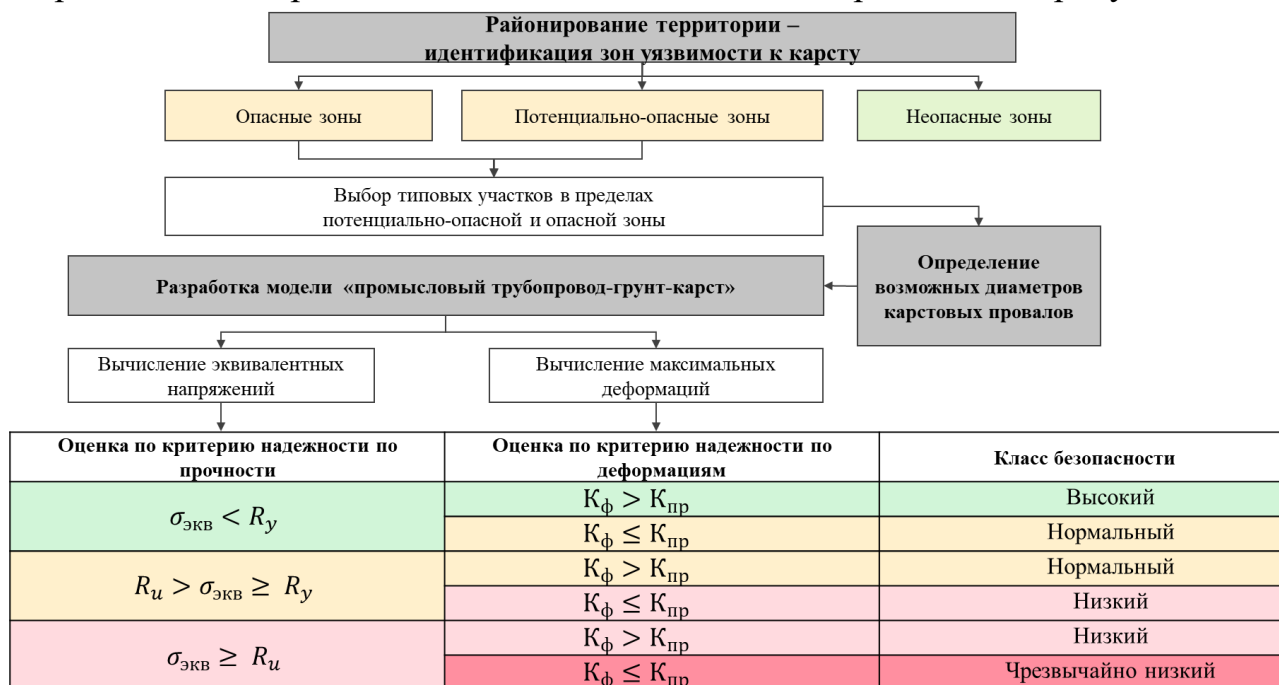 Районирование территории –
идентификация зон уязвимости к карсту
Опасные зоны
Потенциально-опасные зоны
Неопасные зоны
Выбор типовых участков в пределах
потенциально-опасной и опасной зоны
Определение
возможных диаметров
карстовых провалов
Разработка модели «промысловый трубопровод-грунт-карст»
Вычисление эквивалентных
напряжений
Вычисление максимальных
деформаций
Оценка по критерию надежности по
прочности
Оценка по критерию надежности по
деформациям
Класс безопасности
σэкв < Ry
Кф > Кпр
Высокий
Кф ≤ Кпр
Нормальный
Ru > σэкв ≥ Ry
Кф > Кпр
Нормальный
Кф ≤ Кпр
Низкий
σэкв ≥ Ru
Кф > Кпр
Низкий
Кф ≤ Кпр
Чрезвычайно низкий